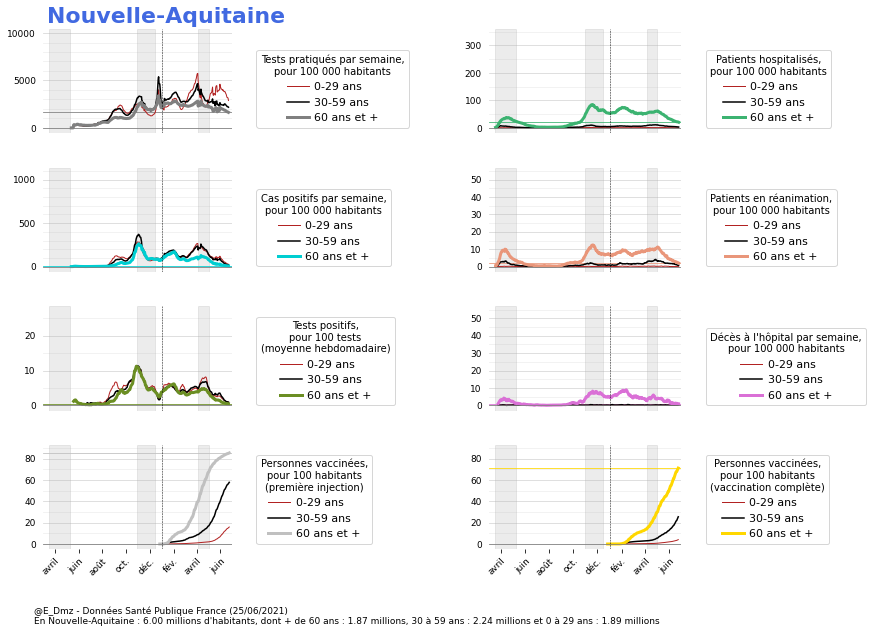 Nouvelle-Aquitaine
10000
5000
0
Tests pratiqués par semaine,
pour 100 000 habitants
0-29 ans
30-59 ans
60 ans et +
300
200
100
0
Patients hospitalisés,
pour 100 000 habitants
0-29 ans
30-59 ans
60 ans et +
1000
500
0
Cas positifs par semaine,
pour 100 000 habitants
0-29 ans
30-59 ans
60 ans et +
50
40
30
20
10
0
Patients en réanimation,
pour 100 000 habitants
0-29 ans
30-59 ans
60 ans et +
20
10
0
Tests positifs,
pour 100 tests
(moyenne hebdomadaire)
0-29 ans
30-59 ans
60 ans et +
50
40
30
20
10
0
Décès à l'hôpital par semaine,
pour 100 000 habitants
0-29 ans
30-59 ans
60 ans et +
80
60
40
20
0
avril
juin
août
oct.
déc.
fév.
avril
juin
Personnes vaccinées,
pour 100 habitants
(première injection)
0-29 ans
30-59 ans
60 ans et +
80
60
40
20
0
avril
juin
août
oct.
déc.
fév.
avril
juin
Personnes vaccinées,
pour 100 habitants
(vaccination complète)
0-29 ans
30-59 ans
60 ans et +
@E_Dmz - Données Santé Publique France (25/06/2021)
En Nouvelle-Aquitaine : 6.00 millions d'habitants, dont + de 60 ans : 1.87 millions, 30 à 59 ans : 2.24 millions et 0 à 29 ans : 1.89 millions